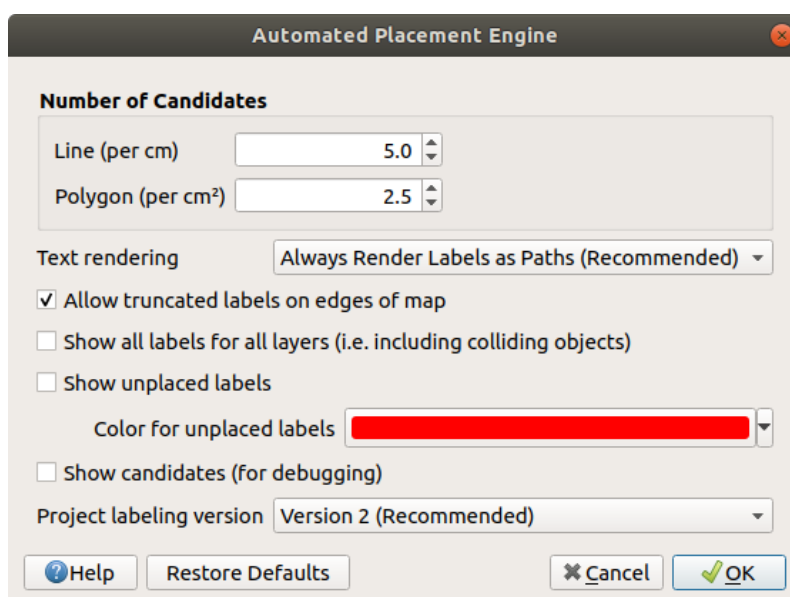 Automated Placement Engine
Number of Candidates
Line (per cm) 5.0
Polygon (per cm²) 2.5
Text rendering Always Render Labels as Paths (Recommended)
Allow truncated labels on edges of map
Show all labels for all layers (i.e. including colliding objects)
Show unplaced labels
Color for unplaced labels
Show candidates (for debugging)
Project labeling version Version 2 (Recommended)
Help Restore Defaults Cancel OK